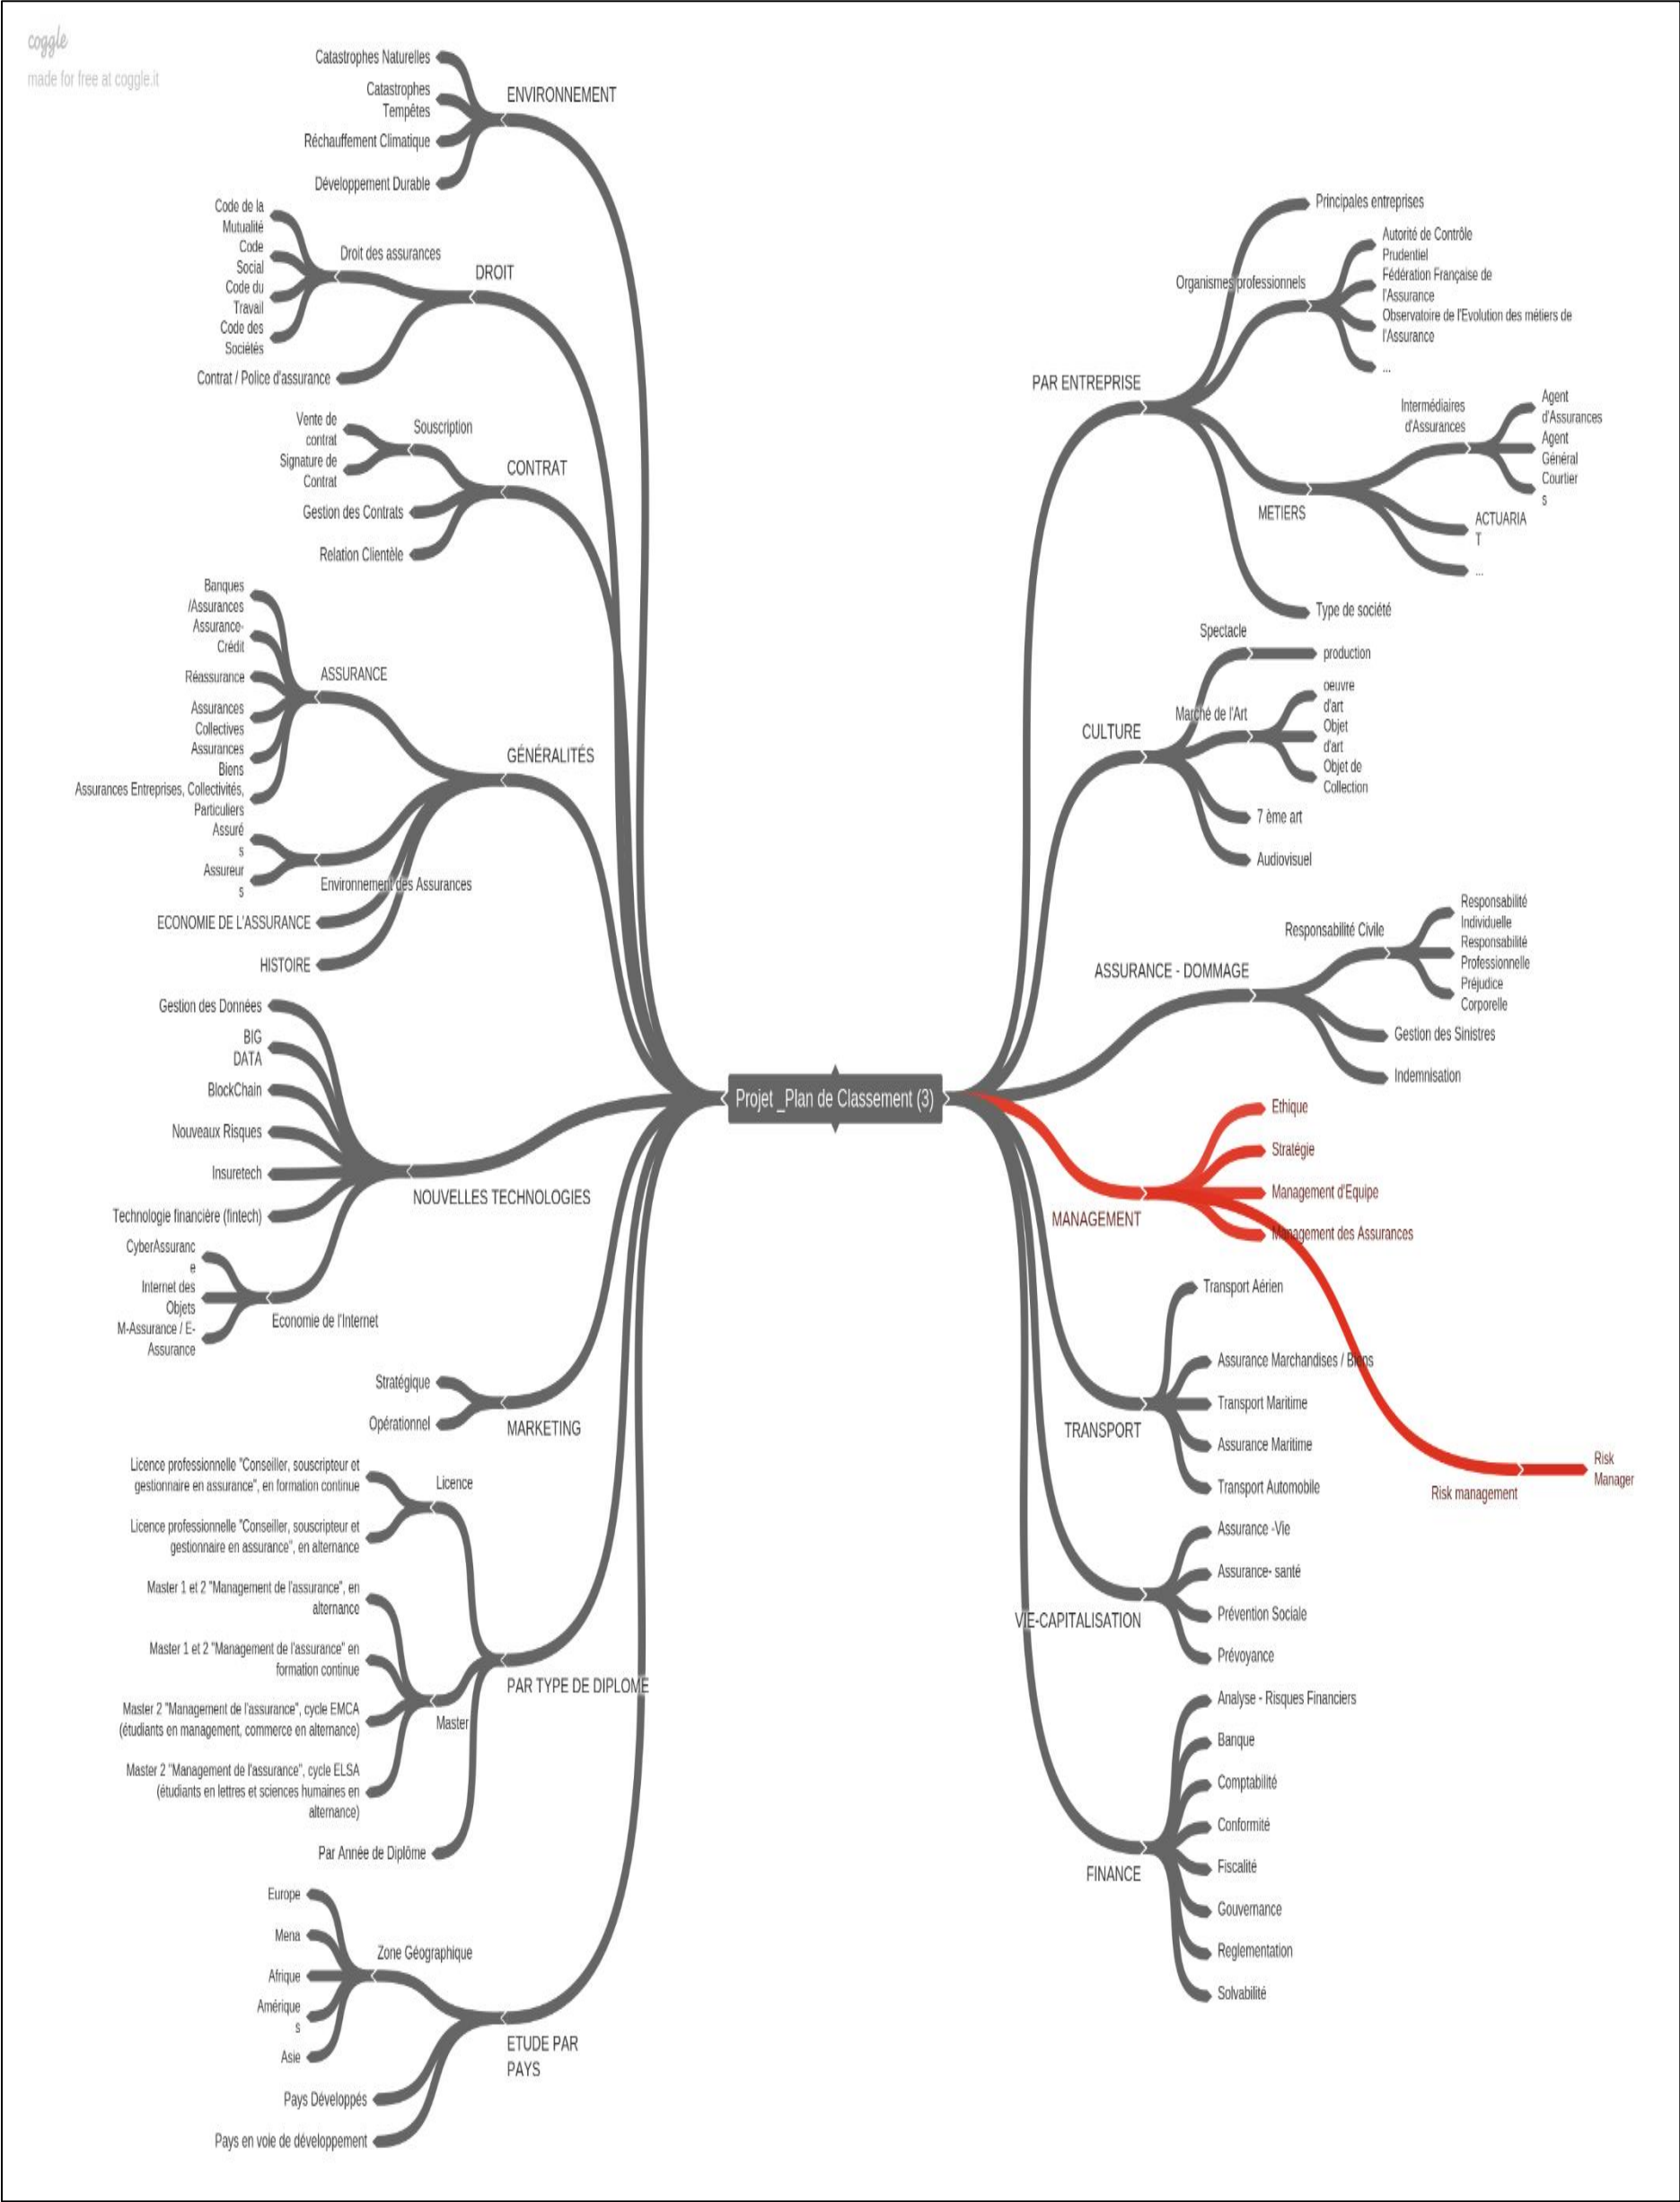 coggle
made for free at coggle.it
Catastrophes Naturelles
Catastrophes
Tempêtes
Réchauffement Climatique
Développement Durable
ENVIRONNEMENT
Code de la
Mutualité
Code
Social
Code du
Travail
Code des
Sociétés
Droit des assurances
Contrat / Police d'assurance
DROIT
Vente de
contrat
Signature de
Contrat
Souscription
Gestion des Contrats
Relation Clientèle
CONTRAT
Banques
/Assurances
Assurance-
Crédit
Réassurance
Assurances
Collectives
Assurances
Biens
Assurances Entreprises, Collectivités,
Particuliers
ASSURANCE
Assuré
s
Assureur
s
Environnement des Assurances
ECONOMIE DE L'ASSURANCE
HISTOIRE
GÉNÉRALITÉS
Gestion des Données
BIG
DATA
BlockChain
Nouveaux Risques
Insuretech
Technologie financière (fintech)
CyberAssuranc
e
Internet des
Objets
M-Assurance / E-
Assurance
Economie de l'Internet
NOUVELLES TECHNOLOGIES
Stratégique
Opérationnel
MARKETING
Licence professionnelle "Conseiller, souscripteur et
gestionnaire en assurance", en formation continue
Licence professionnelle "Conseiller, souscripteur et
gestionnaire en assurance", en alternance
Licence
Master 1 et 2 "Management de l'assurance", en
alternance
Master 1 et 2 "Management de l'assurance" en
formation continue
Master 2 "Management de l'assurance", cycle EMCA
(étudiants en management, commerce en alternance)
Master 2 "Management de l'assurance", cycle ELSA
(étudiants en lettres et sciences humaines en
alternance)
Master
Par Année de Diplôme
PAR TYPE DE DIPLOME
Europe
Mena
Afrique
Amérique
s
Asie
Zone Géographique
Pays Développés
Pays en voie de développement
ETUDE PAR
PAYS
Projet _Plan de Classement (3)
PAR ENTREPRISE
Principales entreprises
Organismes professionnels
Autorité de Contrôle
Prudentiel
Fédération Française de
l'Assurance
Observatoire de l'Evolution des métiers de
l'Assurance
...
METIERS
Intermédiaires
d'Assurances
Agent
d'Assurances
Agent
Général
Courtier
s
ACTUARIA
T
...
Type de société
CULTURE
Spectacle
production
Marché de l'Art
oeuvre
d'art
Objet
d'art
Objet de
Collection
7 ème art
Audiovisuel
ASSURANCE - DOMMAGE
Responsabilité Civile
Responsabilité
Individuelle
Responsabilité
Professionnelle
Préjudice
Corporelle
Gestion des Sinistres
Indemnisation
MANAGEMENT
Ethique
Stratégie
Management d'Equipe
Management des Assurances
Risk management
Risk
Manager
TRANSPORT
Transport Aérien
Assurance Marchandises / Biens
Transport Maritime
Assurance Maritime
Transport Automobile
VIE-CAPITALISATION
Assurance -Vie
Assurance- santé
Prévention Sociale
Prévoyance
FINANCE
Analyse - Risques Financiers
Banque
Comptabilité
Conformité
Fiscalité
Gouvernance
Reglementation
Solvabilité